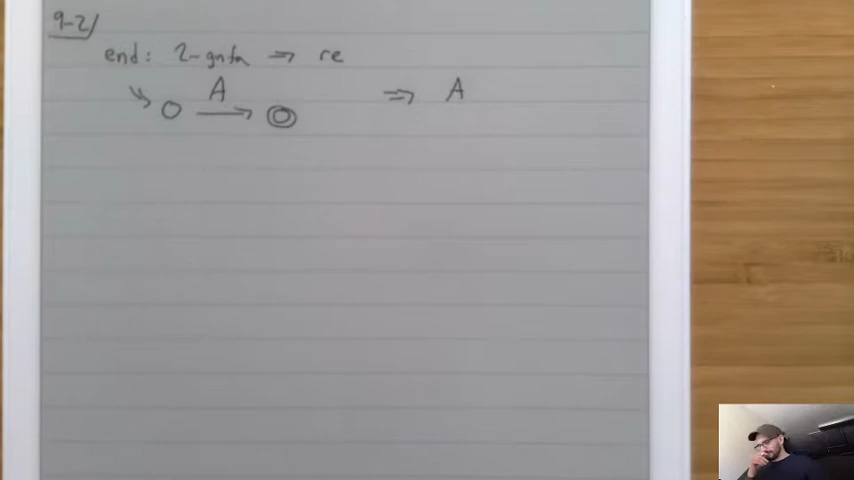 9-2/
end: 2-gnfa ⇒ re
A ⇒ A